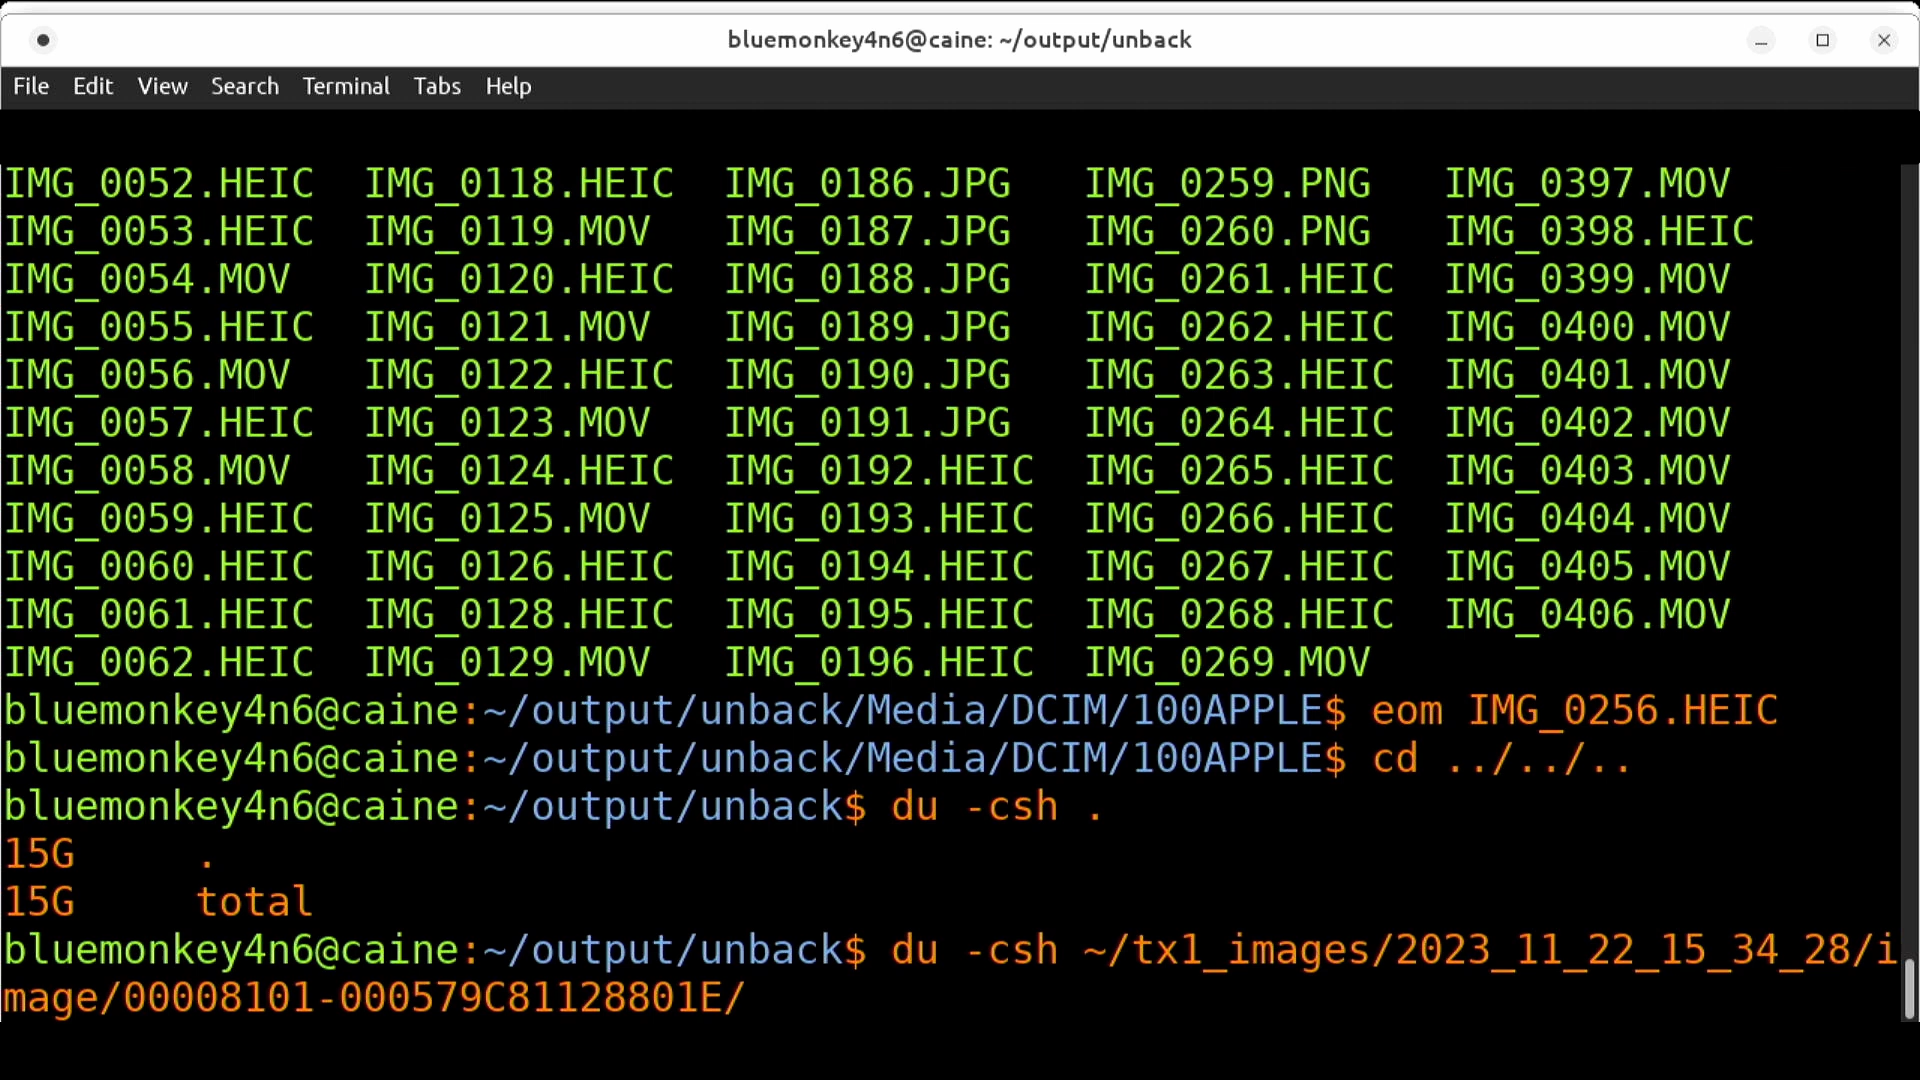 bluemonkey4n6@caine: ~/output/unback
File Edit View Search Terminal Tabs Help
IMG_0052.HEIC IMG_0118.HEIC IMG_0186.JPG IMG_0259.PNG IMG_0397.MOV
IMG_0053.HEIC IMG_0119.MOV IMG_0187.JPG IMG_0260.PNG IMG_0398.HEIC
IMG_0054.MOV IMG_0120.HEIC IMG_0188.JPG IMG_0261.HEIC IMG_0399.MOV
IMG_0055.HEIC IMG_0121.MOV IMG_0189.JPG IMG_0262.HEIC IMG_0400.MOV
IMG_0056.MOV IMG_0122.HEIC IMG_0190.JPG IMG_0263.HEIC IMG_0401.MOV
IMG_0057.HEIC IMG_0123.MOV IMG_0191.JPG IMG_0264.HEIC IMG_0402.MOV
IMG_0058.MOV IMG_0124.HEIC IMG_0192.HEIC IMG_0265.HEIC IMG_0403.MOV
IMG_0059.HEIC IMG_0125.MOV IMG_0193.HEIC IMG_0266.HEIC IMG_0404.MOV
IMG_0060.HEIC IMG_0126.HEIC IMG_0194.HEIC IMG_0267.HEIC IMG_0405.MOV
IMG_0061.HEIC IMG_0128.HEIC IMG_0195.HEIC IMG_0268.HEIC IMG_0406.MOV
IMG_0062.HEIC IMG_0129.MOV IMG_0196.HEIC IMG_0269.MOV
bluemonkey4n6@caine:~/output/unback/Media/DCIM/100APPLE$ eom IMG_0256.HEIC
bluemonkey4n6@caine:~/output/unback/Media/DCIM/100APPLE$ cd ../../..
bluemonkey4n6@caine:~/output/unback$ du -csh .
15G .
15G total
bluemonkey4n6@caine:~/output/unback$ du -csh ~/tx1_images/2023_11_22_15_34_28/i
mage/00008101-000579C81128801E/